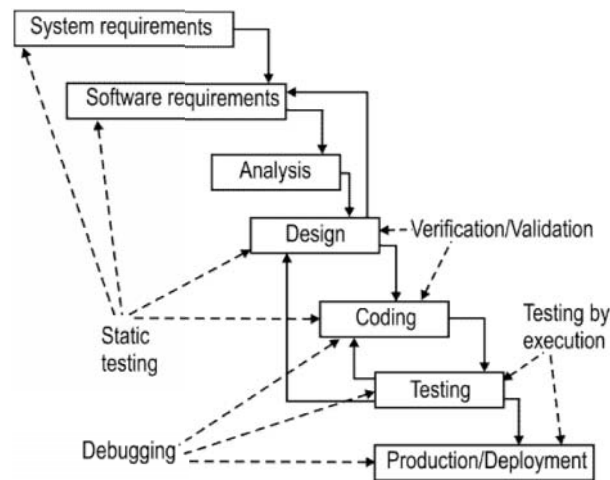 System requirements
Software requirements
Analysis
Design
Verification/Validation
Coding
Testing by
execution
Static
testing
Testing
Debugging
Production/Deployment